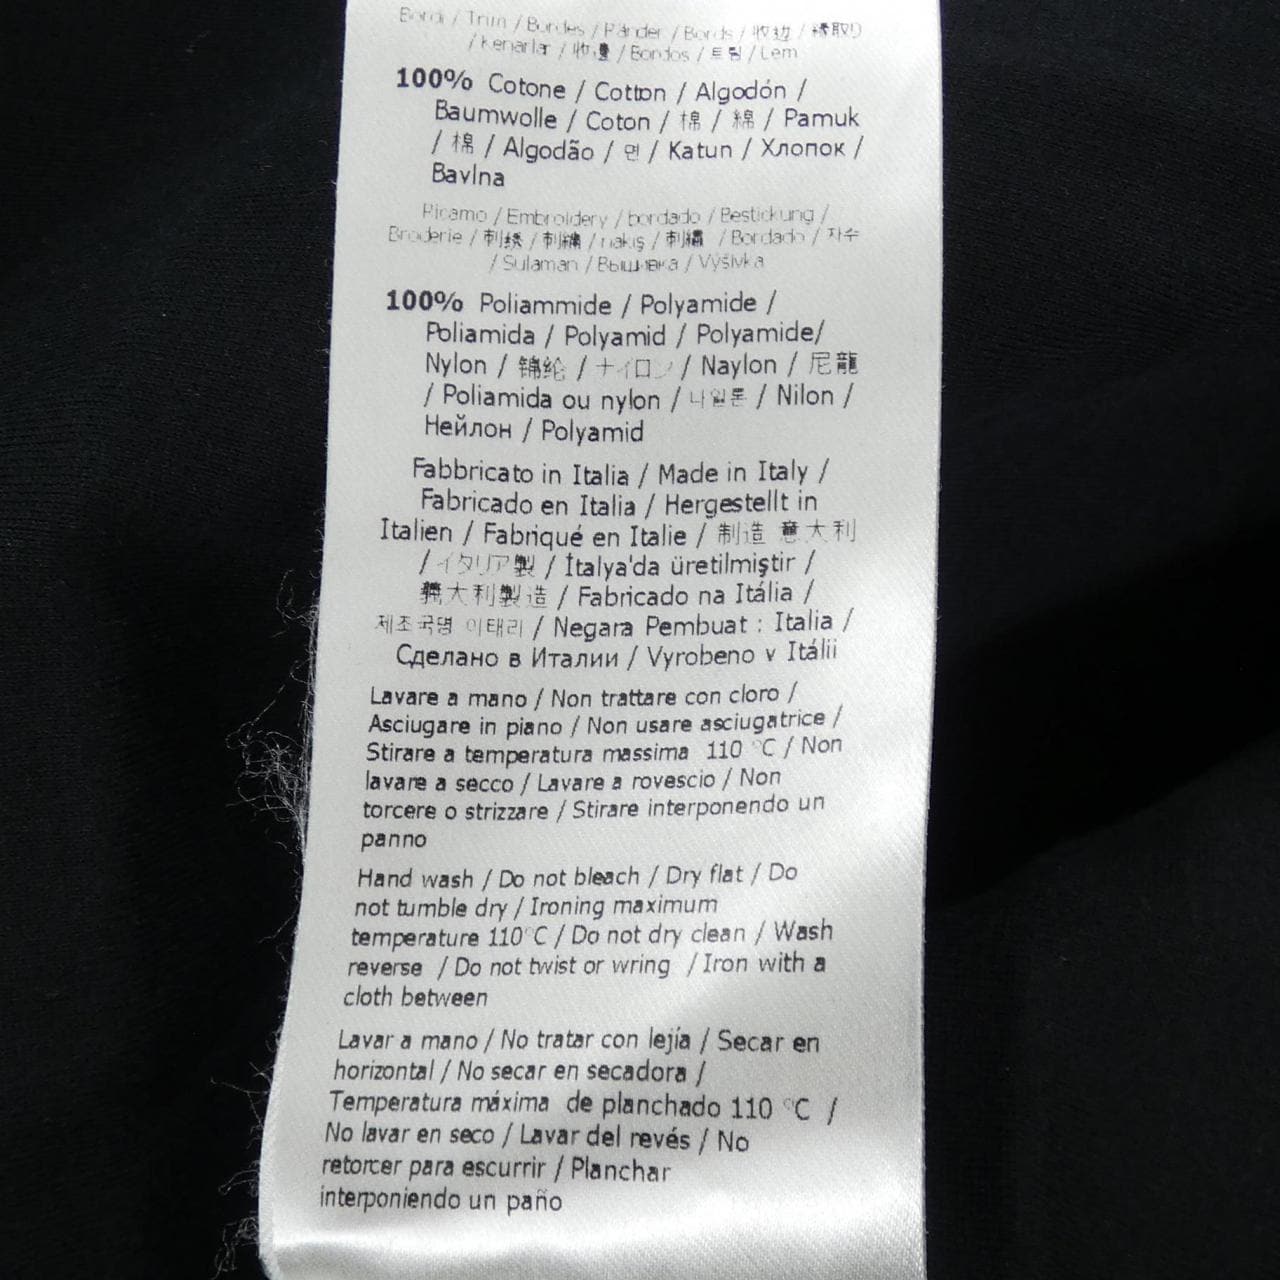 Bordi / Trim / Bordes / Ränder / Bords / 收边 / 縁取り
/ Kenarlar / 收邊 / Bordos / 트림 / Lem
100% Cotone / Cotton / Algodón /
Baumwolle / Coton / 棉 / 綿 / Pamuk
/ 棉 / Algodão / 면 / Katun / Хлопок /
Bavlna
Ricamo / Embroidery / bordado / Bestickung /
Broderie / 刺绣 / 刺繍 / nakış / 刺繡 / Bordado / 자수
/ Sulaman / Вышивка / Výšivka
100% Poliammide / Polyamide /
Poliamida / Polyamid / Polyamide/
Nylon / 锦纶 / ナイロン / Naylon / 尼龍
/ Poliamida ou nylon / 나일론 / Nilon /
Нейлон / Polyamid
Fabbricato in Italia / Made in Italy /
Fabricado en Italia / Hergestellt in
Italien / Fabriqué en Italie / 制造 意大利
/ イタリア製 / İtalya'da üretilmiştir /
義大利製造 / Fabricado na Itália /
제조국명 이태리 / Negara Pembuat : Italia /
Сделано в Италии / Vyrobeno v Itálii
Lavare a mano / Non trattare con cloro /
Asciugare in piano / Non usare asciugatrice /
Stirare a temperatura massima 110 °C / Non
lavare a secco / Lavare a rovescio / Non
torcere o strizzare / Stirare interponendo un
panno
Hand wash / Do not bleach / Dry flat / Do
not tumble dry / Ironing maximum
temperature 110°C / Do not dry clean / Wash
reverse / Do not twist or wring / Iron with a
cloth between
Lavar a mano / No tratar con lejía / Secar en
horizontal / No secar en secadora /
Temperatura máxima de planchado 110 °C /
No lavar en seco / Lavar del revés / No
retorcer para escurrir / Planchar
interponiendo un paño